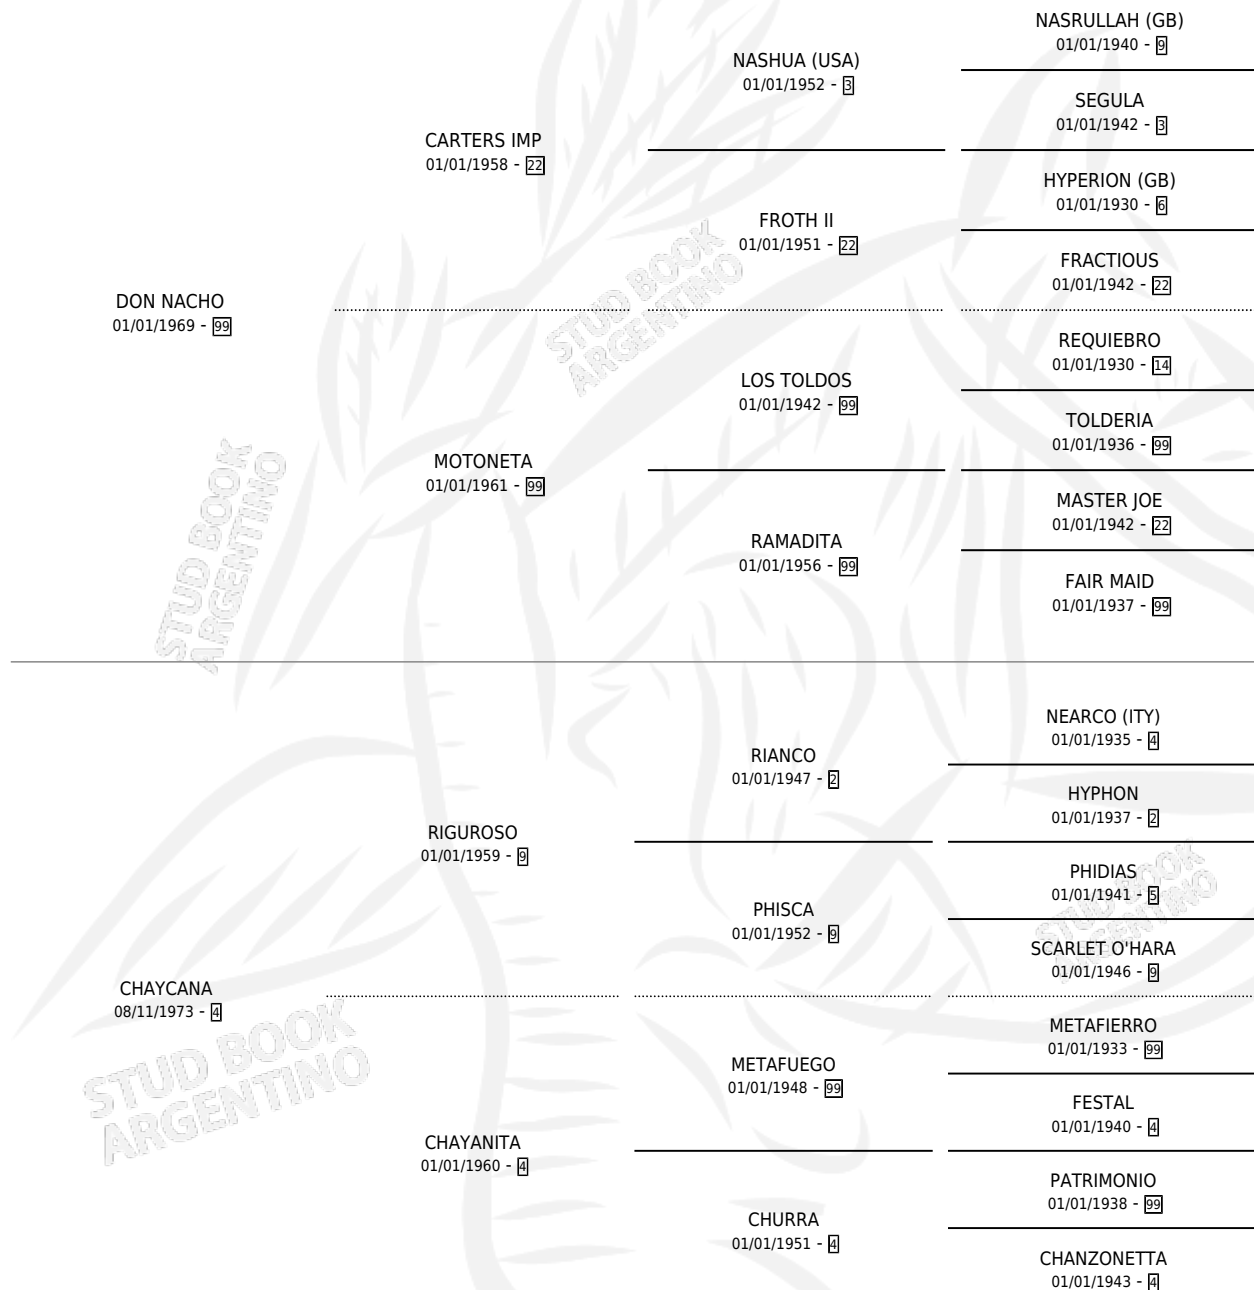 NASRULLAH (GB)
01/01/1940 - 9
NASHUA (USA)
01/01/1952 - 3
SEGULA
01/01/1942 - 3
CARTERS IMP
01/01/1958 - 22
HYPERION (GB)
01/01/1930 - 6
FROTH II
01/01/1951 - 22
FRACTIOUS
01/01/1942 - 22
DON NACHO
01/01/1969 - 99
STUD BOOK
ARGENTINO
REQUIEBRO
01/01/1930 - 14
LOS TOLDOS
01/01/1942 - 99
TOLDERIA
01/01/1936 - 99
MOTONETA
01/01/1961 - 99
MASTER JOE
01/01/1942 - 22
RAMADITA
01/01/1956 - 99
FAIR MAID
01/01/1937 - 99
STUD BOOK
ARGENTINO
NEARCO (ITY)
01/01/1935 - 4
RIANCO
01/01/1947 - 2
HYPHON
01/01/1937 - 2
RIGUROSO
01/01/1959 - 9
PHIDIAS
01/01/1941 - 5
STUD BOOK
ARGENTINO
PHISCA
01/01/1952 - 9
SCARLET O'HARA
01/01/1946 - 9
CHAYCANA
08/11/1973 - 4
STUD BOOK
ARGENTINO
METAFIERRO
01/01/1933 - 99
METAFUEGO
01/01/1948 - 99
FESTAL
01/01/1940 - 4
CHAYANITA
01/01/1960 - 4
PATRIMONIO
01/01/1938 - 99
CHURRA
01/01/1951 - 4
CHANZONETTA
01/01/1943 - 4